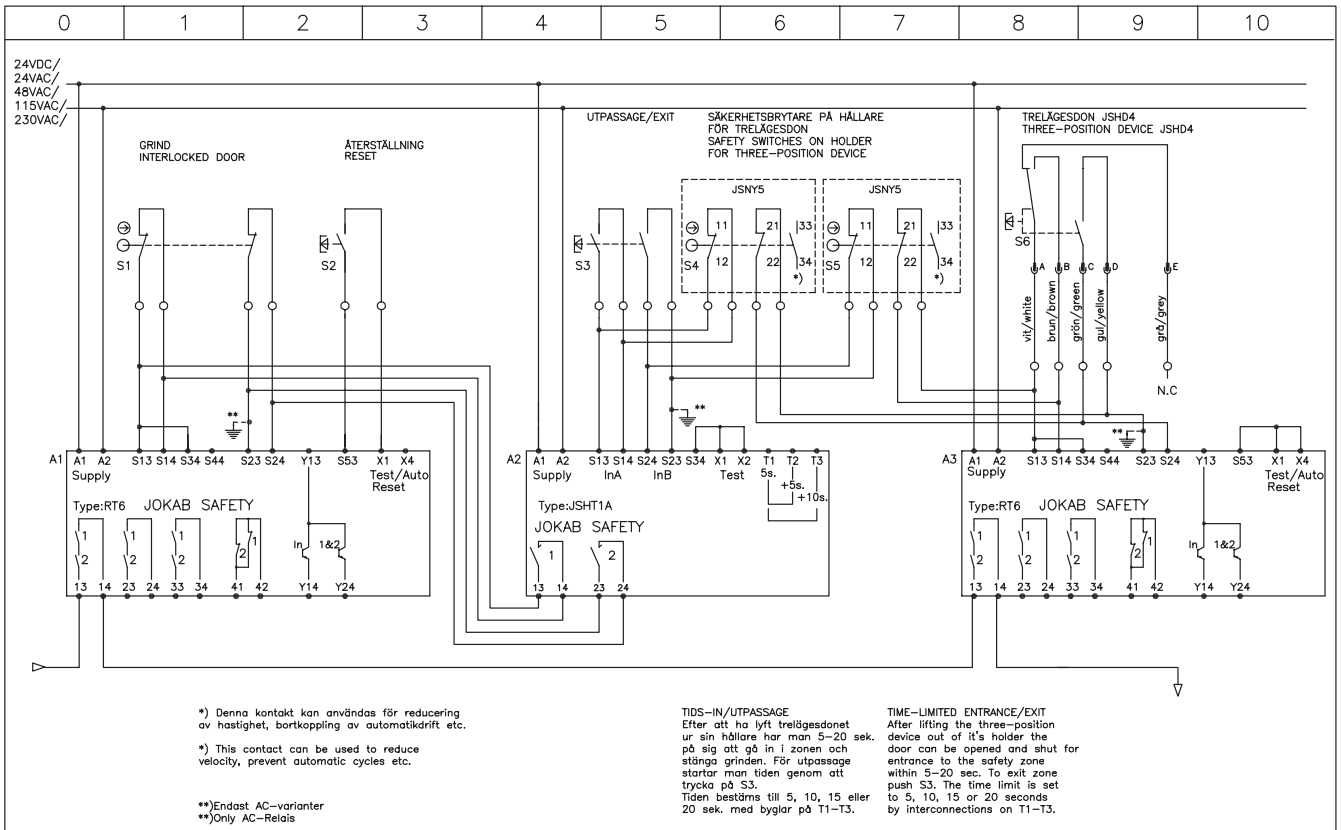 0 1 2 3 4 5 6 7 8 9 10
24VDC/
24VAC/
48VAC/
115VAC/
230VAC/
GRIND
INTERLOCKED DOOR
ÅTERSTÄLLNING
RESET
UTPASSAGE/EXIT
SÄKERHETSBRYTARE PÅ HÅLLARE
FÖR TRELÄGESDON
SAFETY SWITCHES ON HOLDER
FOR THREE-POSITION DEVICE
TRELÄGESDON JSHD4
THREE-POSITION DEVICE JSHD4
JSNY5 JSNY5
11 21 33 11 21 33
S1 S2 S3 S4 12 22 34 S5 12 22 34 S6
*) *)
A B C D E
vit/white
brun/brown
grön/green
gul/yellow
grå/grey
N.C
** ** **
A1 A1 A2 S13 S14 S34 S44 S23 S24 Y13 S53 X1 X4
Supply Test/Auto
Reset
Type:RT6 JOKAB SAFETY
1 1 1 2 1 In 1&2
2 2 2
13 14 23 24 33 34 41 42 Y14 Y24
A2 A1 A2 S13 S14 S24 S23 S34 X1 X2 T1 T2 T3
Supply InA InB Test 5s. +5s. +10s.
Type:JSHT1A
JOKAB SAFETY
1 2
13 14 23 24
A3 A1 A2 S13 S14 S34 S44 S23 S24 Y13 S53 X1 X4
Supply Test/Auto
Reset
Type:RT6 JOKAB SAFETY
1 1 1 2 1 In 1&2
2 2 2
13 14 23 24 33 34 41 42 Y14 Y24
*) Denna kontakt kan användas för reducering
av hastighet, bortkoppling av automatikdrift etc.
*) This contact can be used to reduce
velocity, prevent automatic cycles etc.
**)Endast AC-varianter
**)Only AC-Relais
TIDS-IN/UTPASSAGE
Efter att ha lyft trelägesdonet
ur sin hållare har man 5-20 sek.
på sig att gå in i zonen och
stänga grinden. För utpassage
startar man tiden genom att
trycka på S3.
Tiden bestäms till 5, 10, 15 eller
20 sek. med byglar på T1-T3.
TIME-LIMITED ENTRANCE/EXIT
After lifting the three-position
device out of it's holder the
door can be opened and shut for
entrance to the safety zone
within 5-20 sec. To exit zone
push S3. The time limit is set
to 5, 10, 15 or 20 seconds
by interconnections on T1-T3.